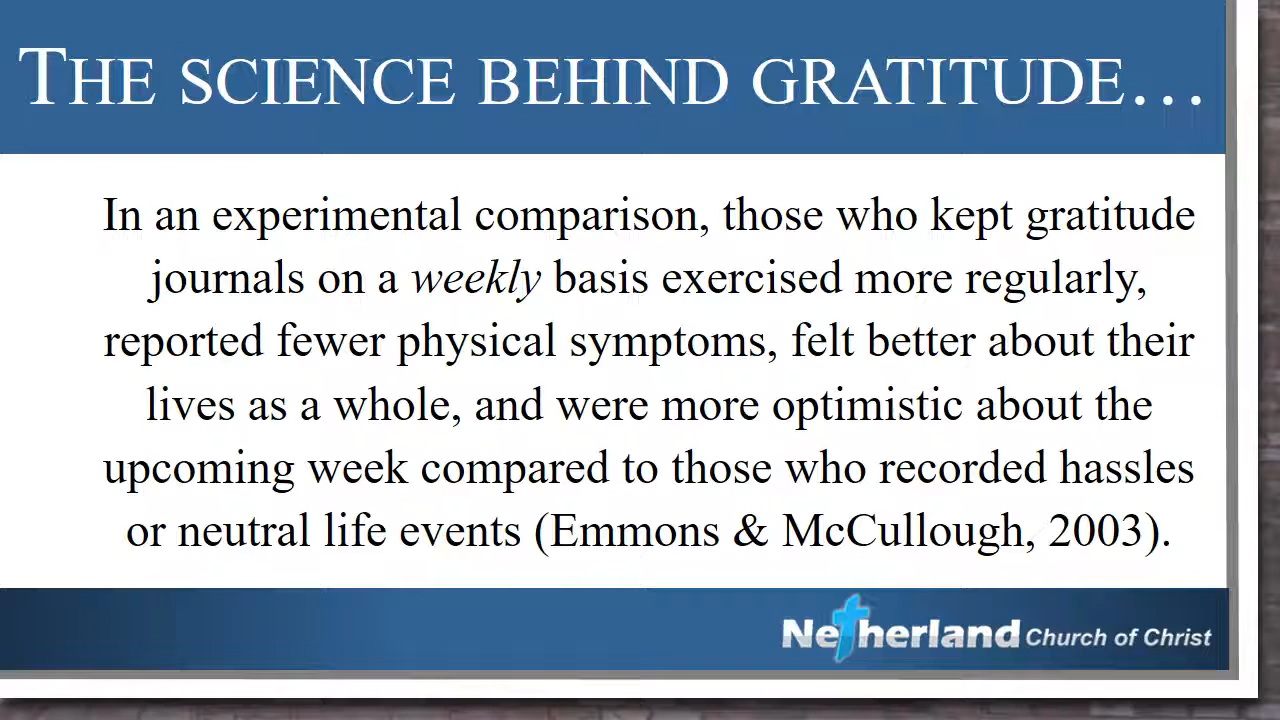 THE SCIENCE BEHIND GRATITUDE…
In an experimental comparison, those who kept gratitude
journals on a weekly basis exercised more regularly,
reported fewer physical symptoms, felt better about their
lives as a whole, and were more optimistic about the
upcoming week compared to those who recorded hassles
or neutral life events (Emmons & McCullough, 2003).
Netherland Church of Christ